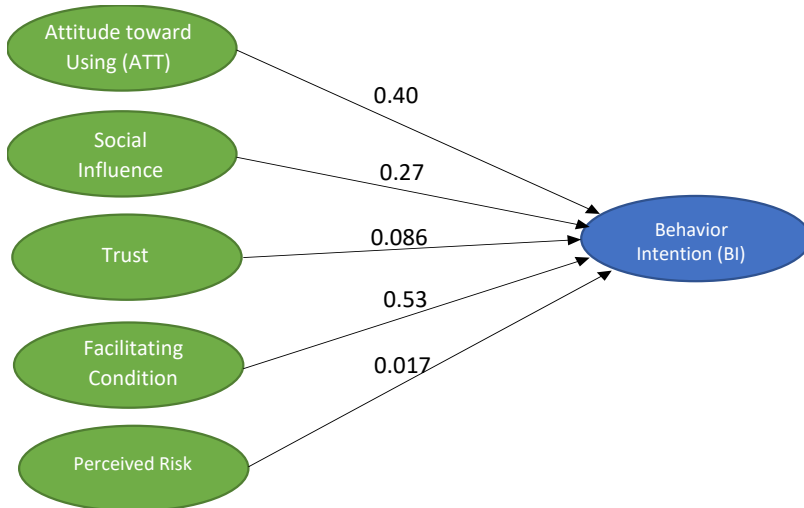 Attitude toward
Using (ATT)
0.40
Social
Influence
0.27
Trust
0.086
Behavior
Intention (BI)
0.53
Facilitating
Condition
0.017
Perceived Risk